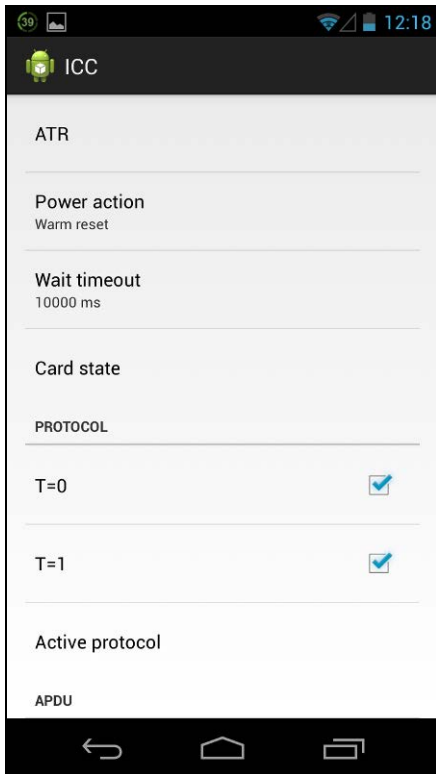 39
12:18
ICC
ATR
Power action
Warm reset
Wait timeout
10000 ms
Card state
PROTOCOL
T=0
T=1
Active protocol
APDU